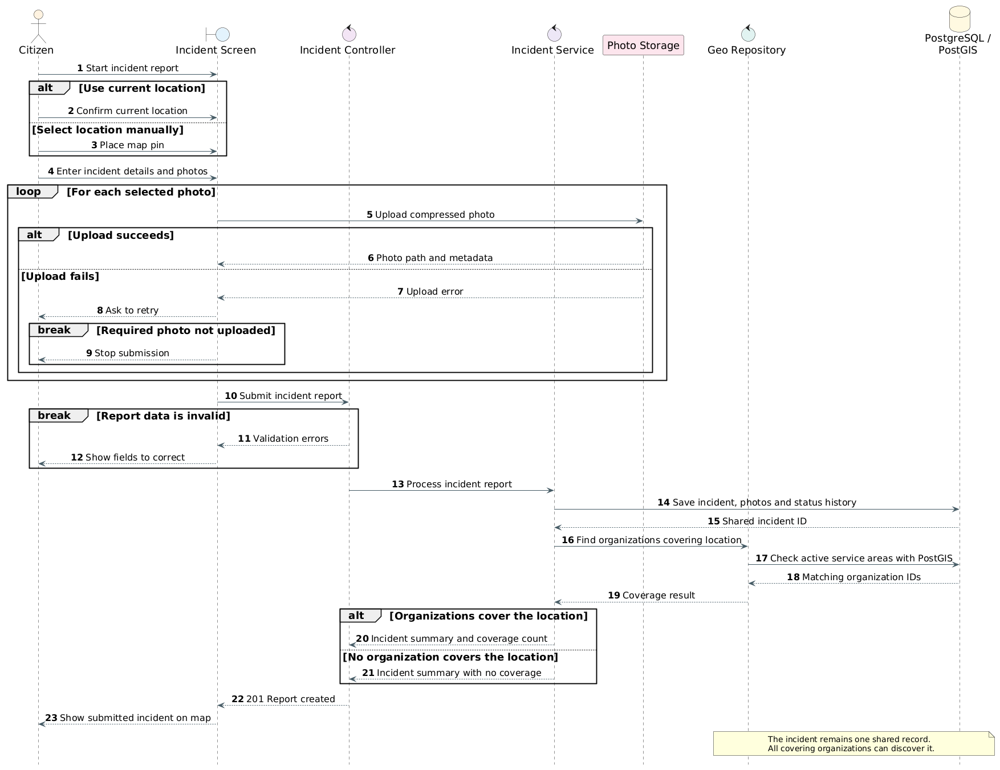 Citizen
Incident Screen
Incident Controller
Incident Service
Photo Storage
Geo Repository
PostgreSQL /
PostGIS
1 Start incident report
alt [Use current location]
2 Confirm current location
[Select location manually]
3 Place map pin
4 Enter incident details and photos
loop [For each selected photo]
5 Upload compressed photo
alt [Upload succeeds]
6 Photo path and metadata
[Upload fails]
7 Upload error
8 Ask to retry
break [Required photo not uploaded]
9 Stop submission
10 Submit incident report
break [Report data is invalid]
11 Validation errors
12 Show fields to correct
13 Process incident report
14 Save incident, photos and status history
15 Shared incident ID
16 Find organizations covering location
17 Check active service areas with PostGIS
18 Matching organization IDs
19 Coverage result
alt [Organizations cover the location]
20 Incident summary and coverage count
[No organization covers the location]
21 Incident summary with no coverage
22 201 Report created
23 Show submitted incident on map
The incident remains one shared record.
All covering organizations can discover it.